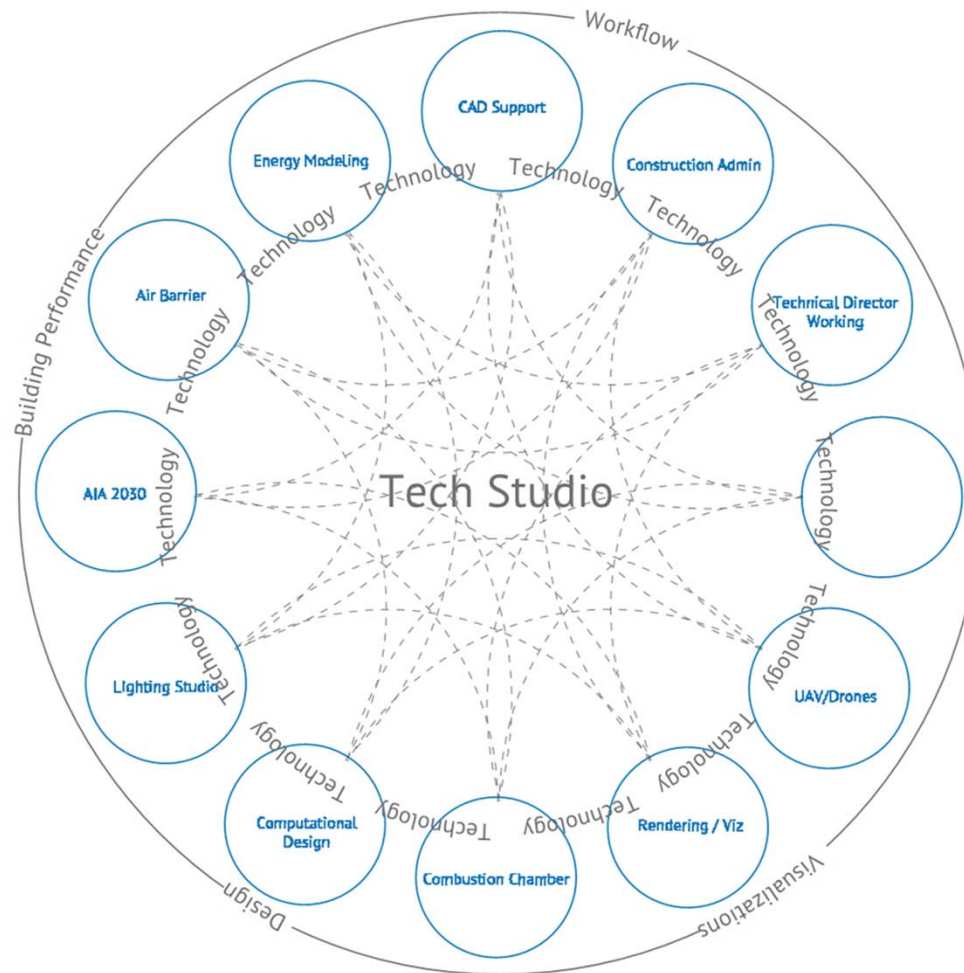 Workflow
CAD Support
Energy Modeling
Construction Admin
Technology
Technology
Technology
Technology
Air Barrier
Technical Director
Working
Building Performance
Technology
Technology
Tech Studio
AIA 2030
Technology
Technology
Technology
Technology
Lighting Studio
UAV/Drones
Technology
Technology
Computational
Design
Technology
Technology
Rendering / Viz
Combustion Chamber
Design
Visualizations